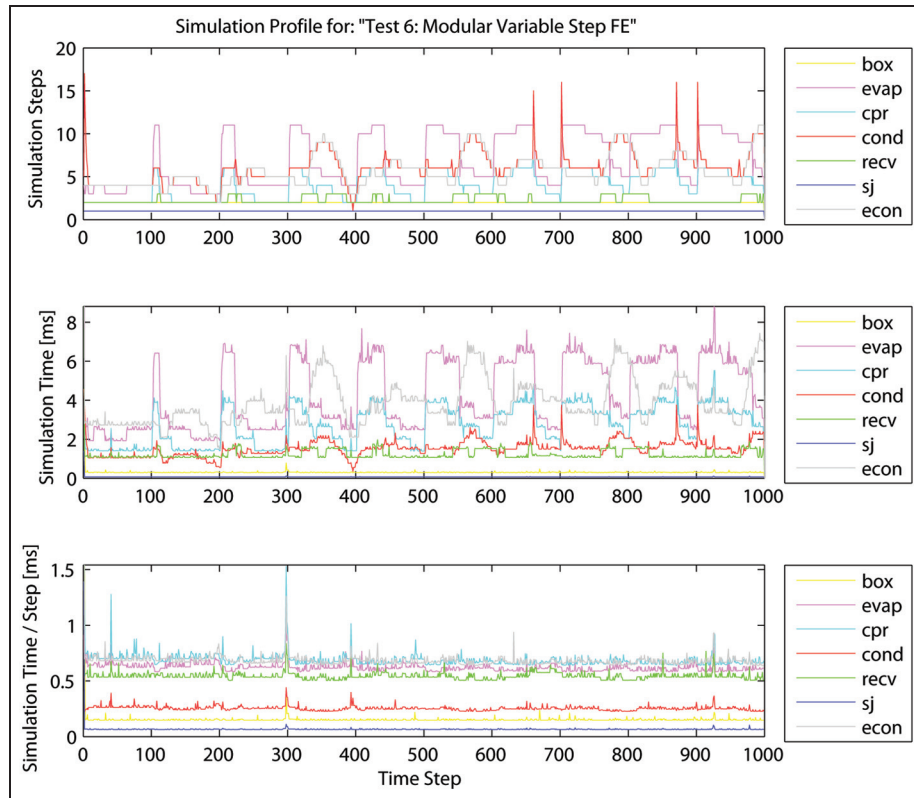 Simulation Profile for: "Test 6: Modular Variable Step FE"
Simulation Steps
20
15
10
5
0
0 100 200 300 400 500 600 700 800 900 1000
box
evap
cpr
cond
recv
sj
econ
Simulation Time [ms]
8
6
4
2
0
0 100 200 300 400 500 600 700 800 900 1000
box
evap
cpr
cond
recv
sj
econ
Simulation Time / Step [ms]
1.5
1
0.5
0
0 100 200 300 400 500 600 700 800 900 1000
Time Step
box
evap
cpr
cond
recv
sj
econ